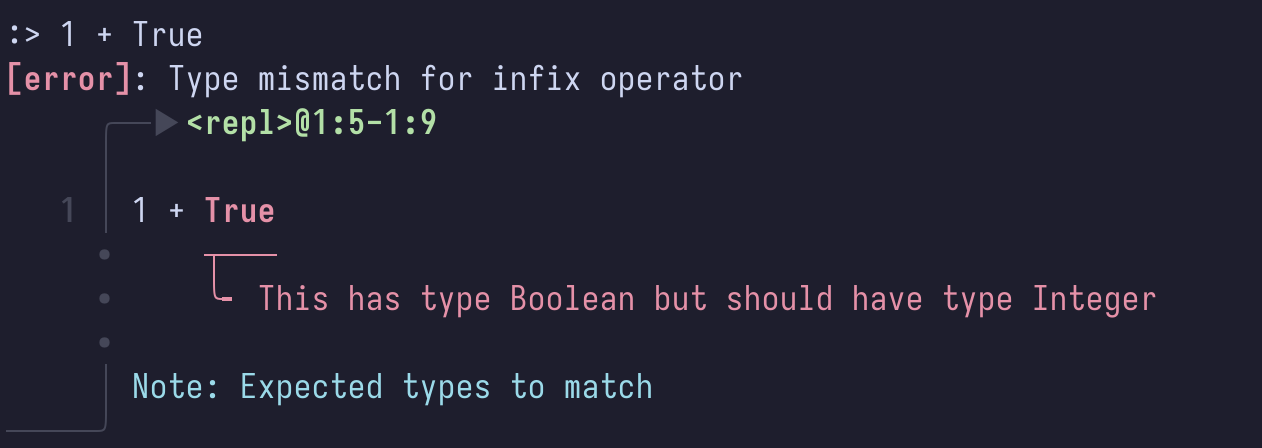 :> 1 + True
[error]: Type mismatch for infix operator
<repl>@1:5-1:9
1 1 + True
This has type Boolean but should have type Integer
Note: Expected types to match